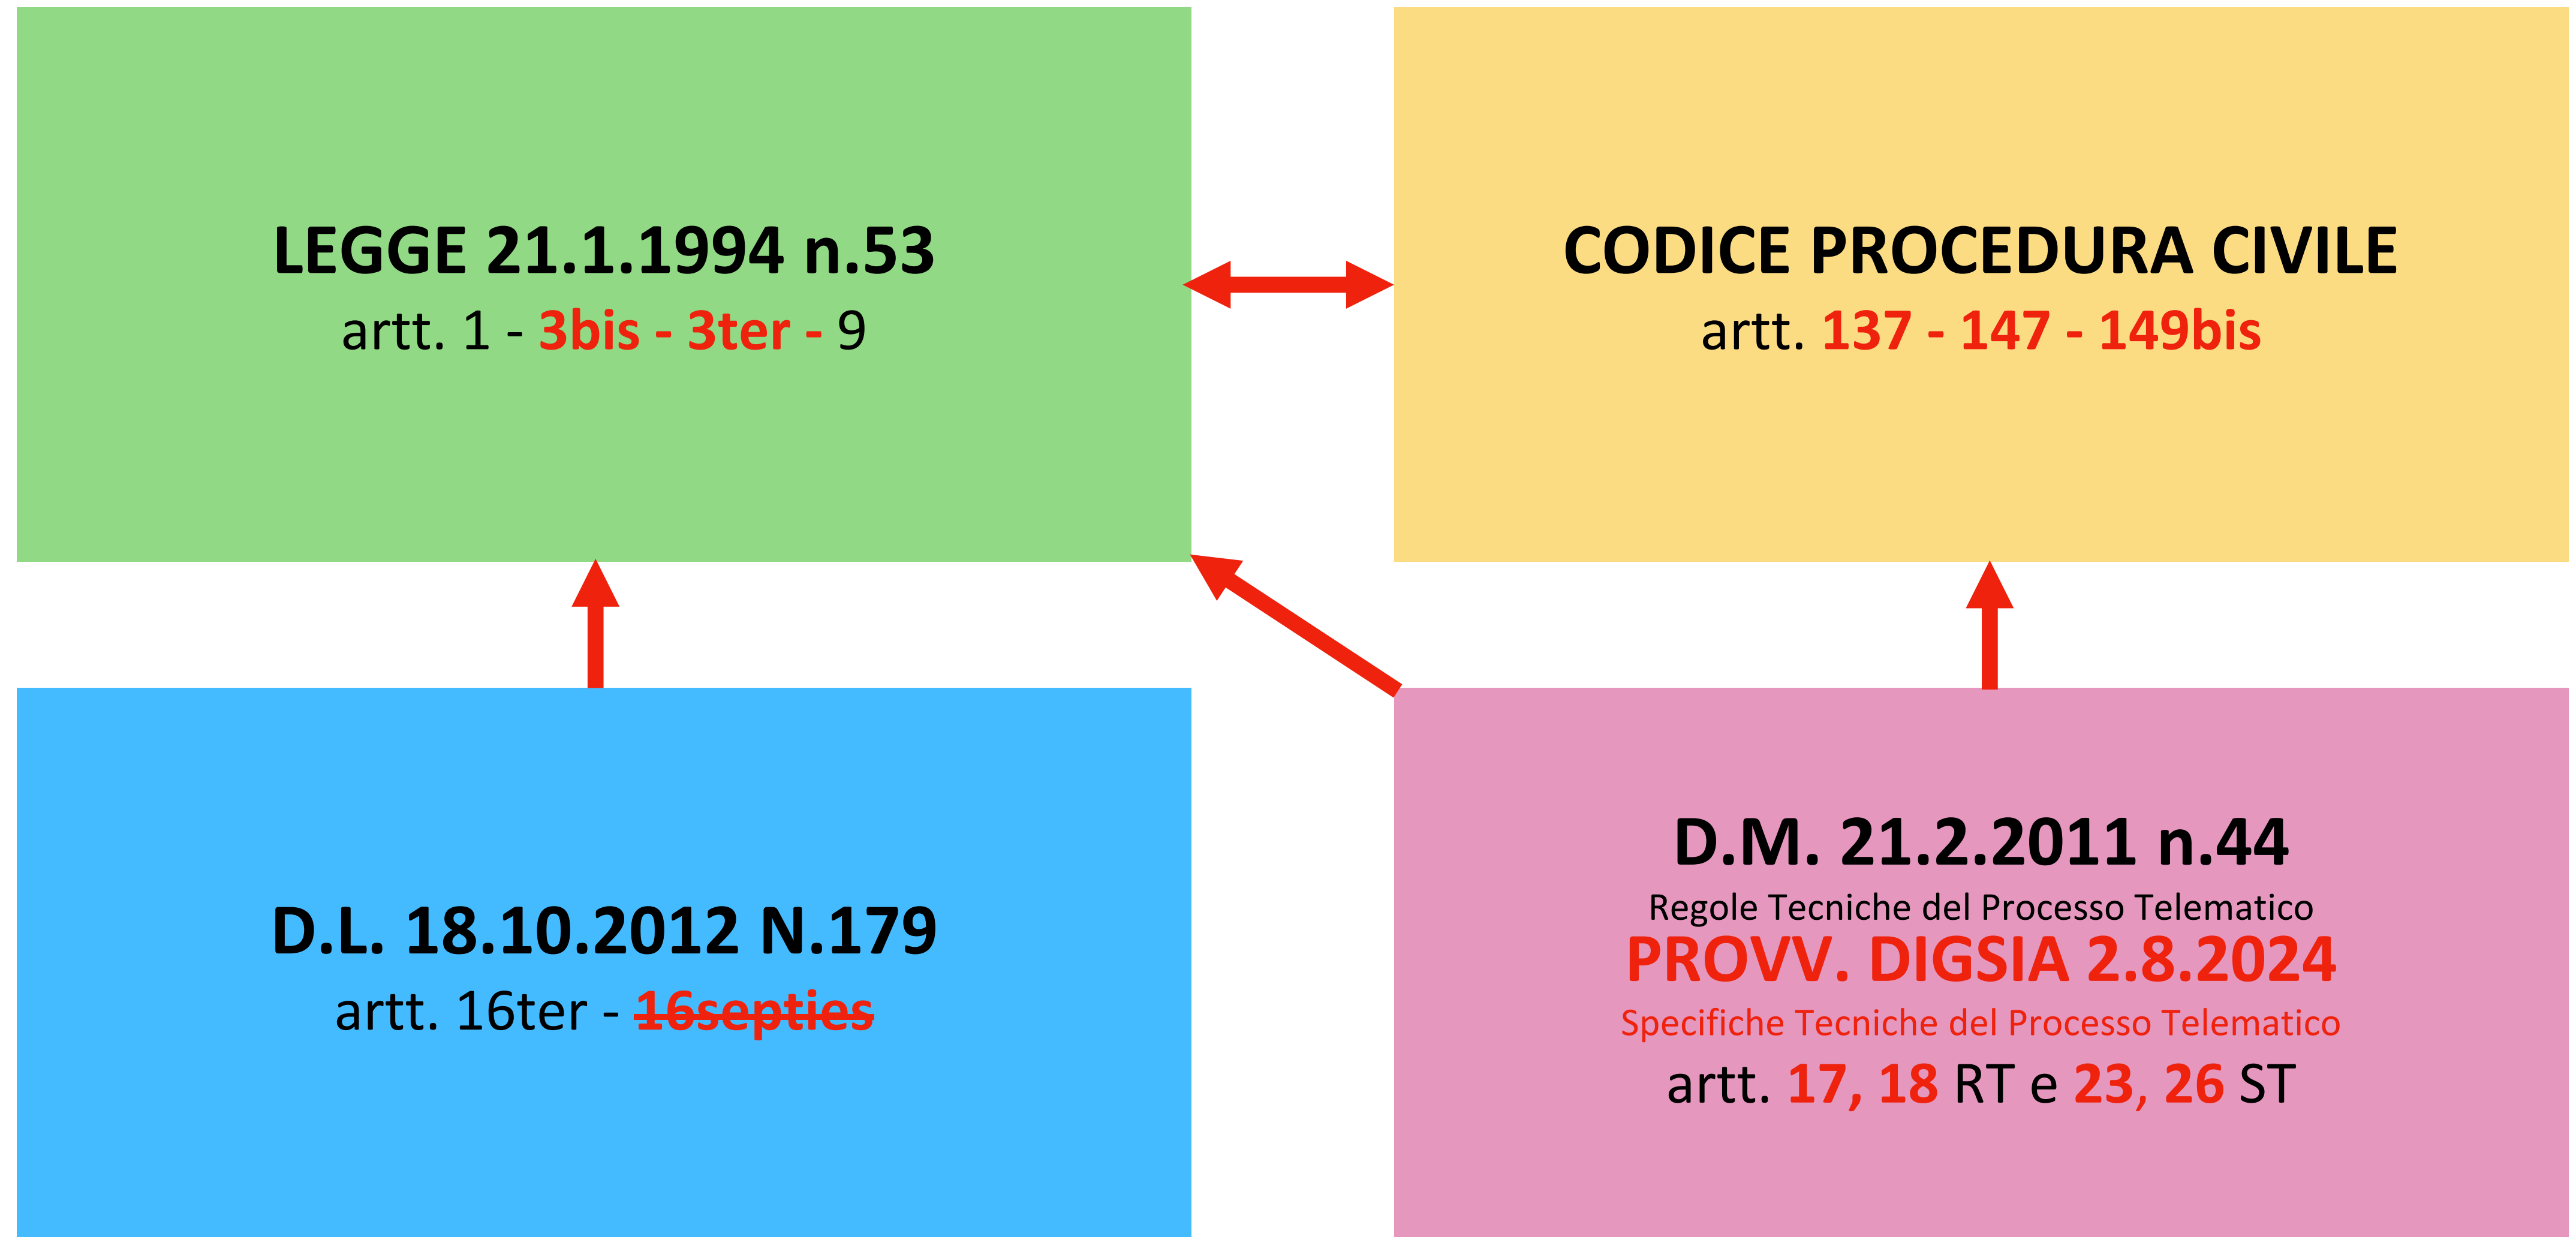 LEGGE 21.1.1994 n.53
artt. 1 - 3bis - 3ter - 9
CODICE PROCEDURA CIVILE
artt. 137 - 147 - 149bis
D.L. 18.10.2012 N.179
artt. 16ter - 16septies
D.M. 21.2.2011 n.44
Regole Tecniche del Processo Telematico
PROVV. DIGSIA 2.8.2024
Specifiche Tecniche del Processo Telematico
artt. 17, 18 RT e 23, 26 ST